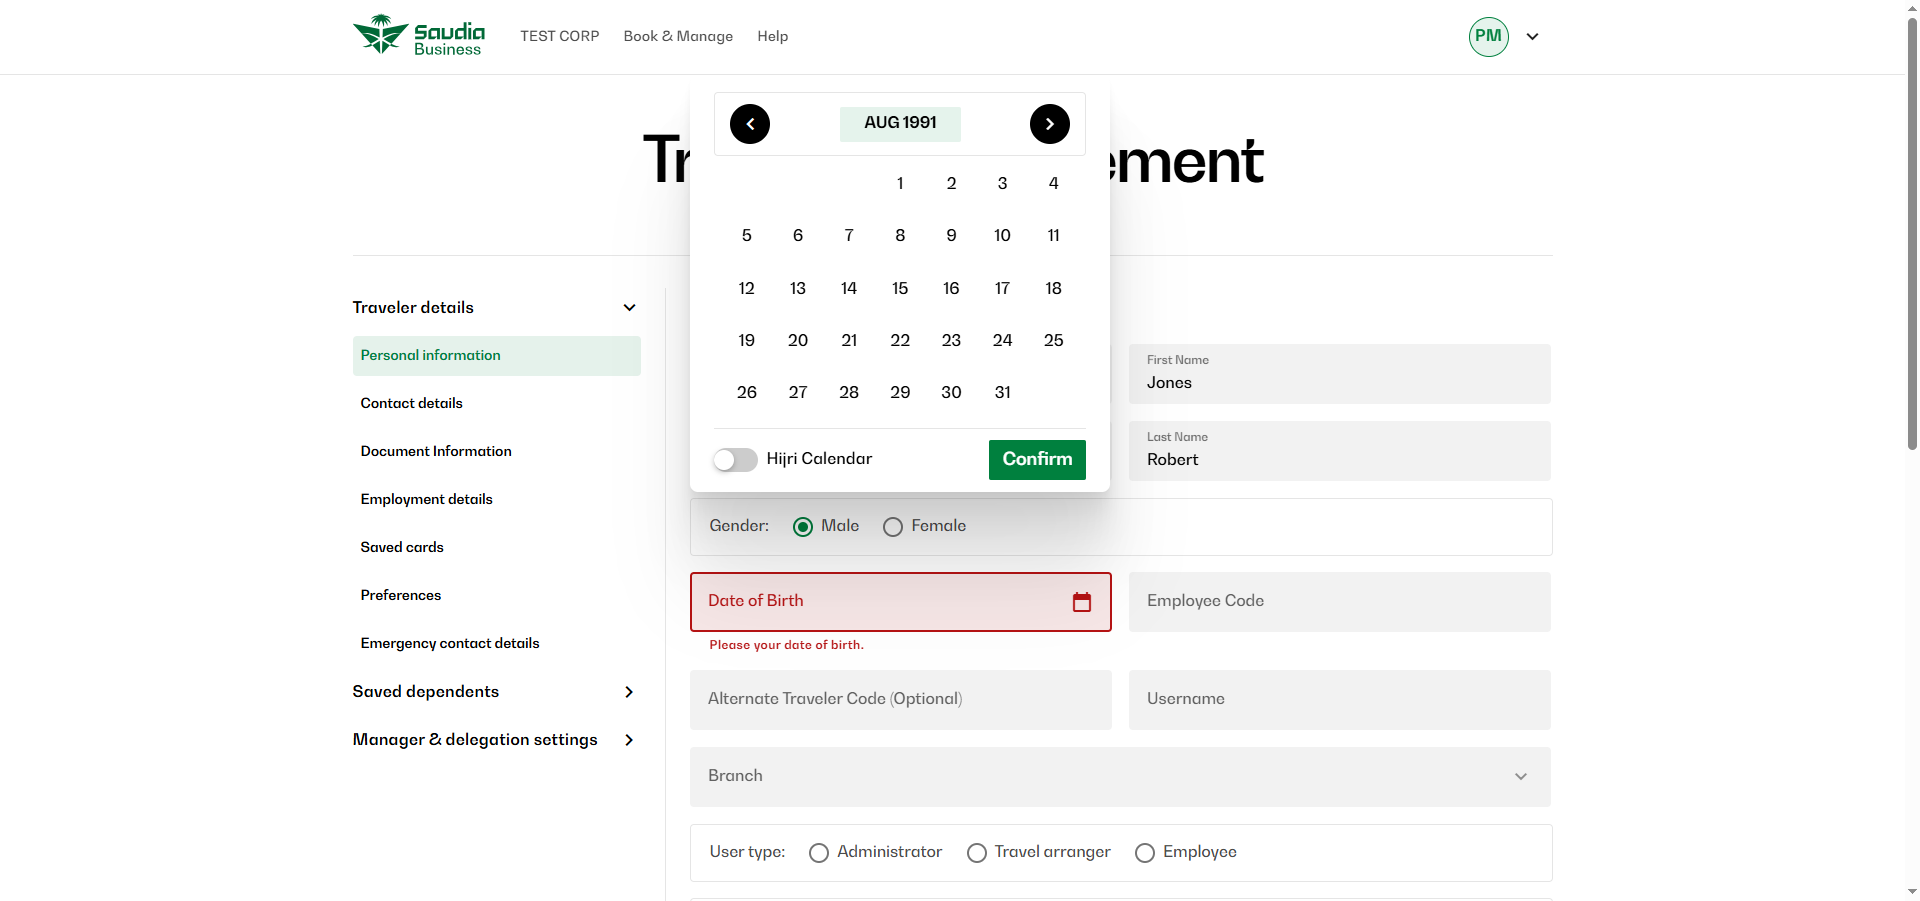 Saudia
Business
TEST CORP
Book & Manage
Help
PM
AUG 1991
Tr
ement
1 2 3 4
5 6 7 8 9 10 11
12 13 14 15 16 17 18
19 20 21 22 23 24 25
26 27 28 29 30 31
Hijri Calendar
Confirm
Traveler details
Personal information
Contact details
Document Information
Employment details
Saved cards
Preferences
Emergency contact details
Saved dependents
Manager & delegation settings
First Name
Jones
Last Name
Robert
Gender: Male Female
Date of Birth
Please your date of birth.
Employee Code
Alternate Traveler Code (Optional)
Username
Branch
User type: Administrator Travel arranger Employee